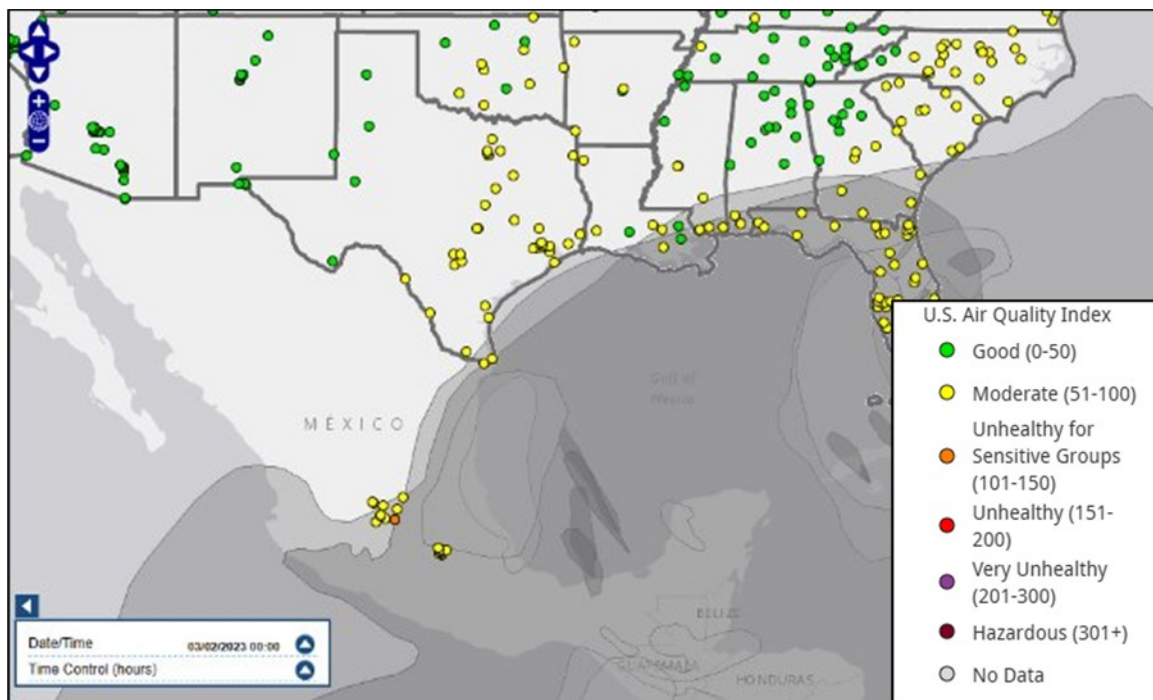 U.S. Air Quality Index
Good (0-50)
Moderate (51-100)
Unhealthy for
Sensitive Groups
(101-150)
Unhealthy (151-
200)
Very Unhealthy
(201-300)
Hazardous (301+)
No Data
Gulf of
Mexico
MÉXICO
BELIZE
GUATEMALA
HONDURAS
Date/Time 03/02/2023 00:00
Time Control (hours)